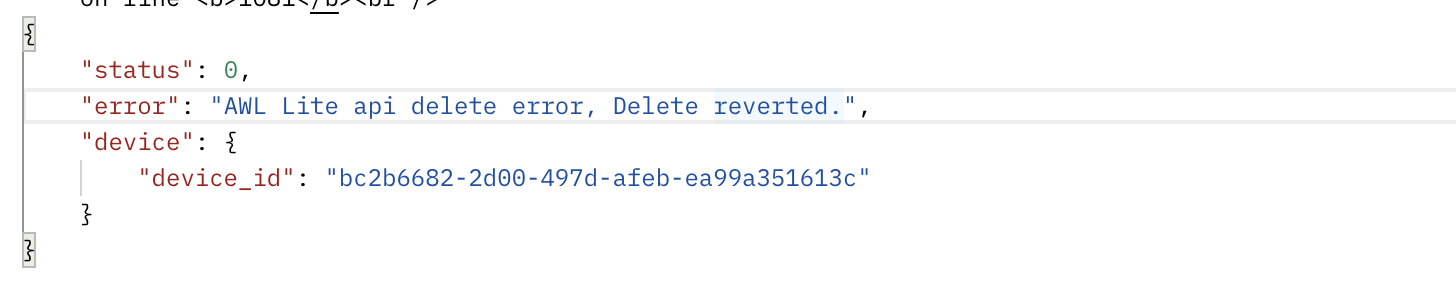 on line <b>1081</b><br />
{
"status": 0,
"error": "AWL Lite api delete error, Delete reverted.",
"device": {
"device_id": "bc2b6682-2d00-497d-afeb-ea99a351613c"
}
}